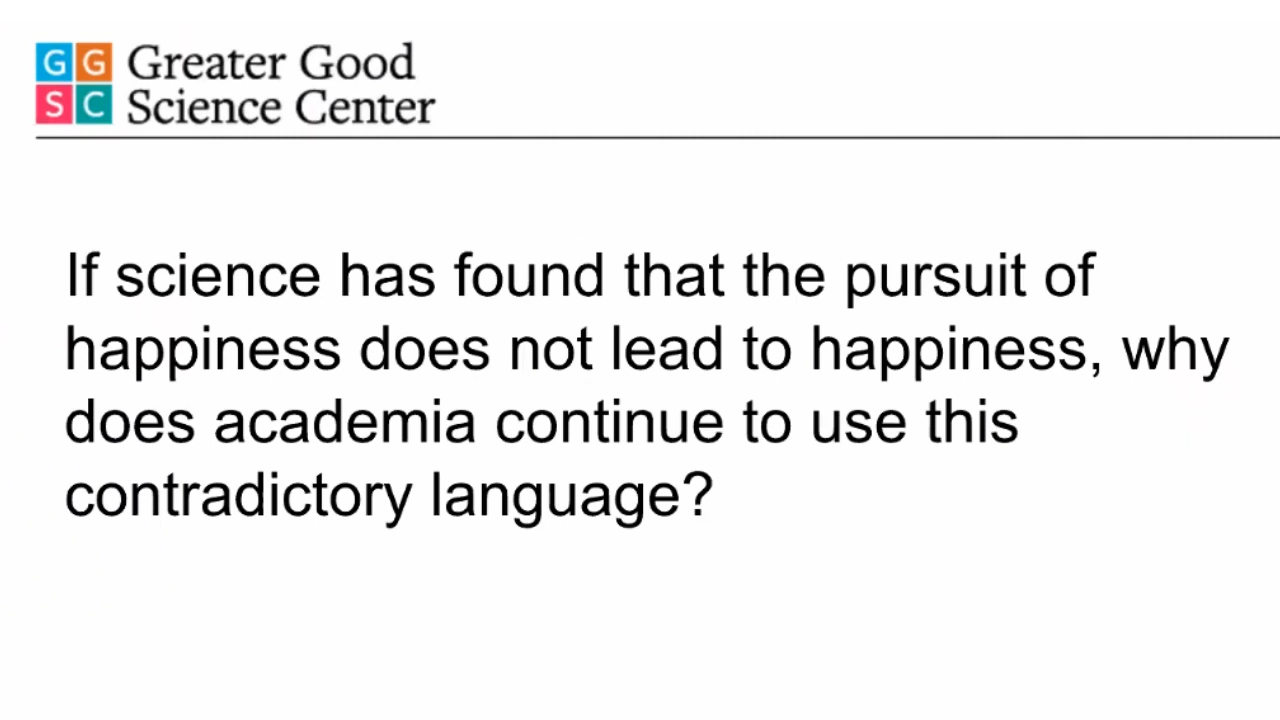 G G
S C
Greater Good
Science Center
If science has found that the pursuit of
happiness does not lead to happiness, why
does academia continue to use this
contradictory language?